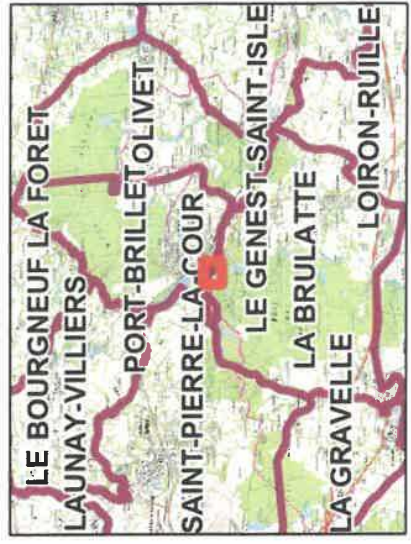 LE BOURGNEUF LA FORET
LAUNAY-VILLIERS
PORT-BRILLET OLIVET
SAINT-PIERRE-LA-COUR
LE GENEST-SAINT-ISLE
LA BRULATTE
LOIRON-RUILLE
LA GRAVELLE